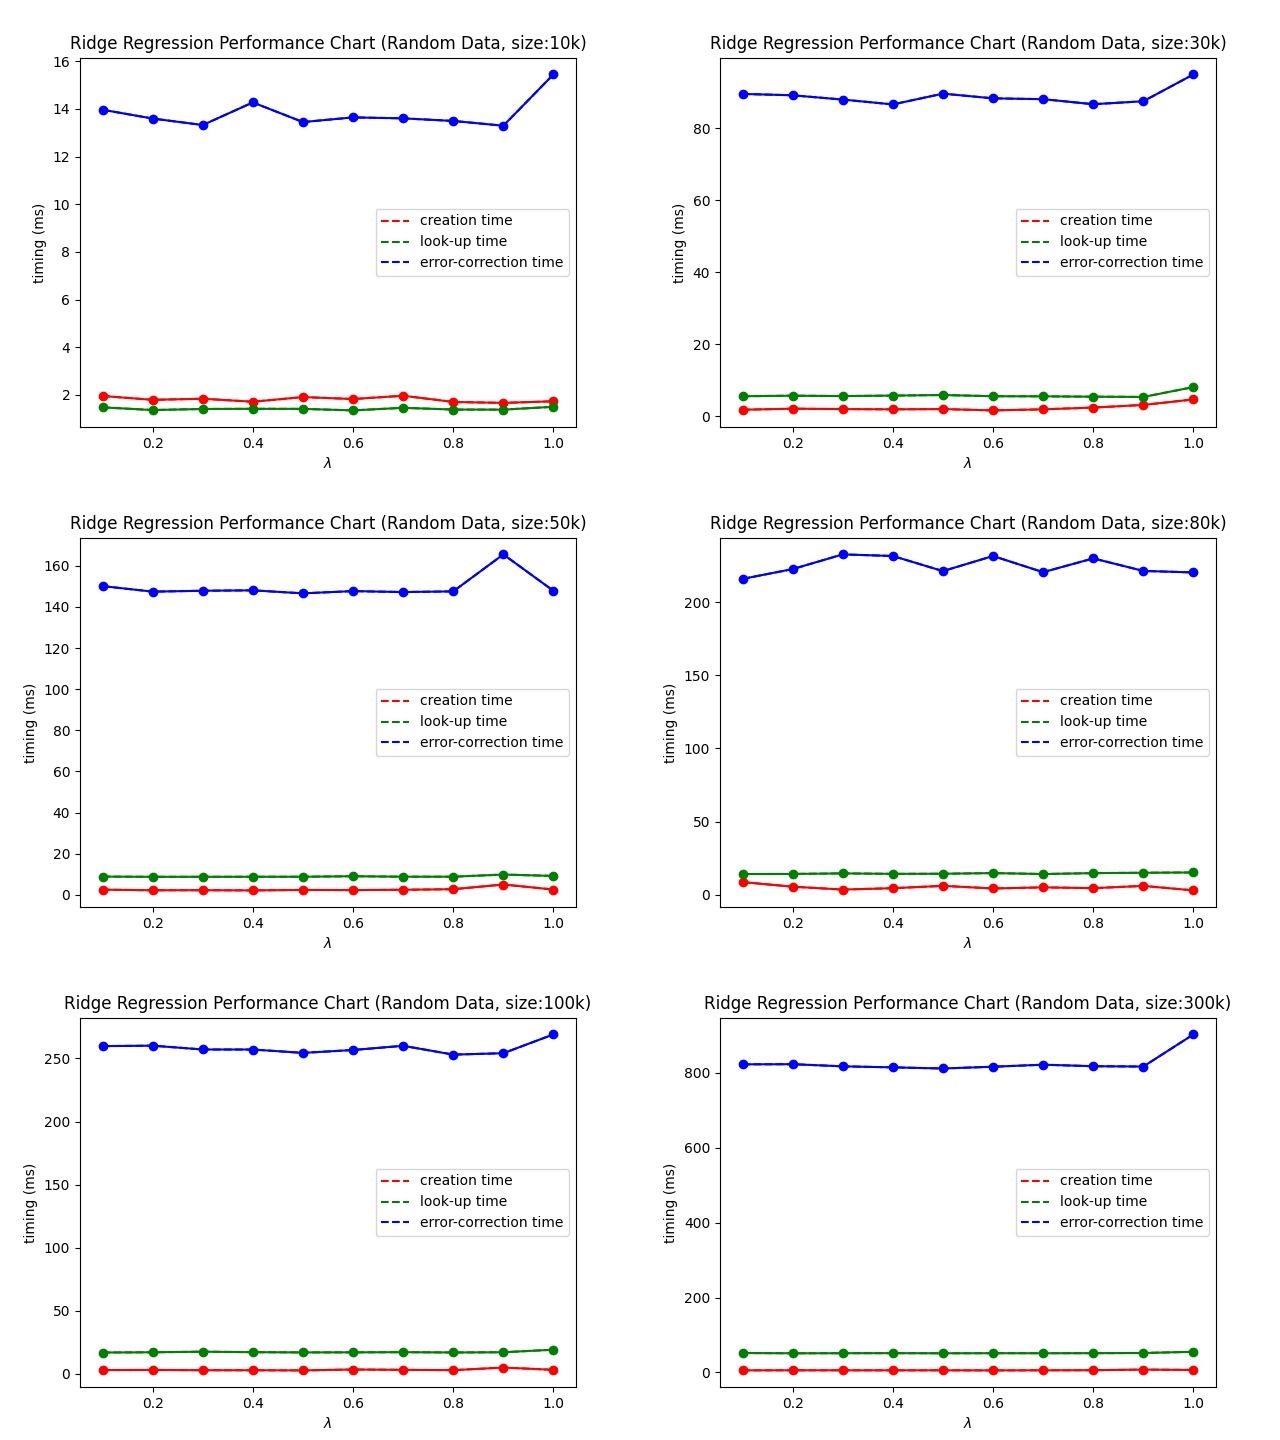 Ridge Regression Performance Chart (Random Data, size:10k)
16
14
12
10
8
6
4
2
timing (ms)
creation time
look-up time
error-correction time
0.2 0.4 0.6 0.8 1.0
λ
Ridge Regression Performance Chart (Random Data, size:30k)
80
60
40
20
0
timing (ms)
creation time
look-up time
error-correction time
0.2 0.4 0.6 0.8 1.0
λ
Ridge Regression Performance Chart (Random Data, size:50k)
160
140
120
100
80
60
40
20
0
timing (ms)
creation time
look-up time
error-correction time
0.2 0.4 0.6 0.8 1.0
λ
Ridge Regression Performance Chart (Random Data, size:80k)
200
150
100
50
0
timing (ms)
creation time
look-up time
error-correction time
0.2 0.4 0.6 0.8 1.0
λ
Ridge Regression Performance Chart (Random Data, size:100k)
250
200
150
100
50
0
timing (ms)
creation time
look-up time
error-correction time
0.2 0.4 0.6 0.8 1.0
λ
Ridge Regression Performance Chart (Random Data, size:300k)
800
600
400
200
0
timing (ms)
creation time
look-up time
error-correction time
0.2 0.4 0.6 0.8 1.0
λ